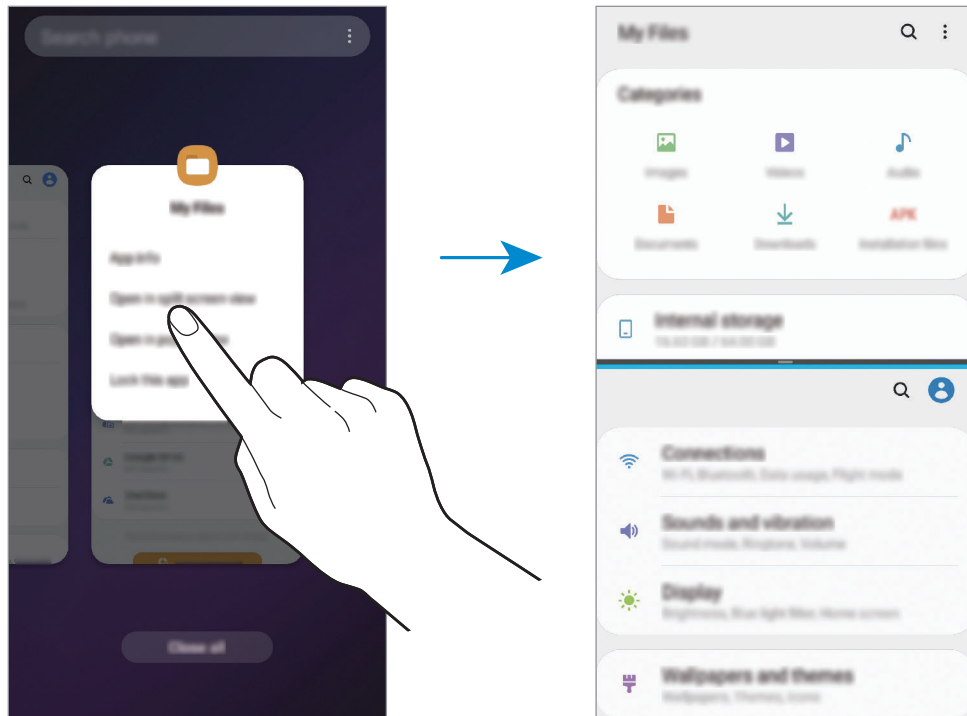 Search phone
My Files
App info
Open in split screen view
Open in pop
Lock this app
Close all
My Files
Categories
Images
Videos
Audio
Documents
Downloads
APK
Installation files
Internal storage
Connections
Wi-Fi, Bluetooth, Data usage, Flight mode
Sounds and vibration
Sound mode, Ringtone, Volume
Display
Brightness, Blue light filter, Home screen
Wallpapers and themes
Wallpapers, Themes, Icons